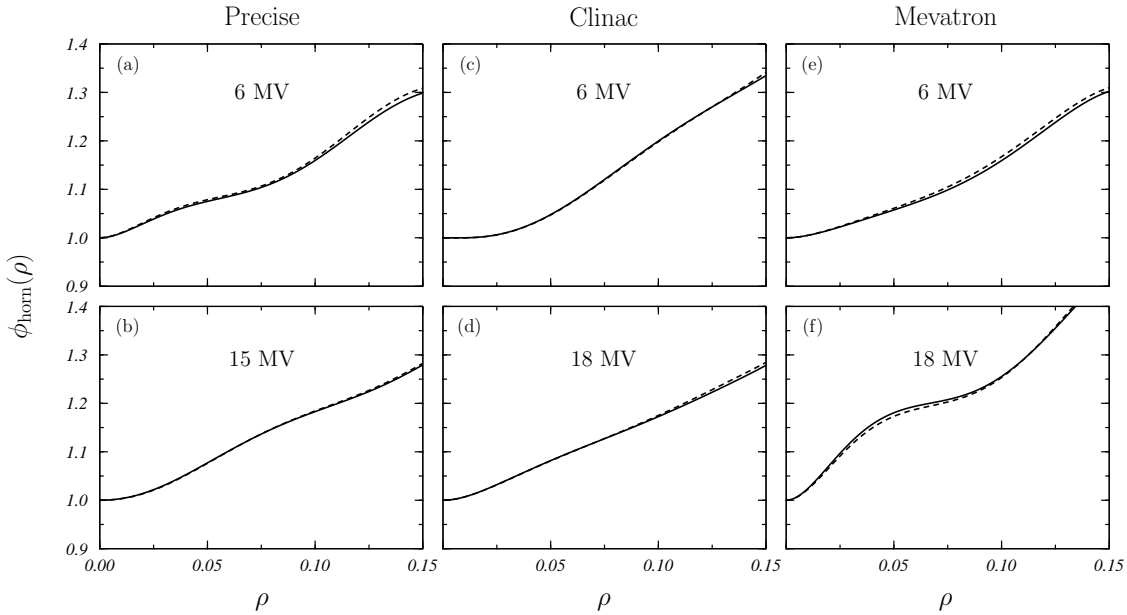 Precise Clinac Mevatron
1.4
(a) (c) (e)
6 MV 6 MV 6 MV
1.3
1.2
1.1
1.0
0.9
ϕhorn(ρ)
1.4
(b) (d) (f)
15 MV 18 MV 18 MV
1.3
1.2
1.1
1.0
0.9
0.00 0.05 0.10 0.15 0.05 0.10 0.15 0.05 0.10 0.15
ρ ρ ρ